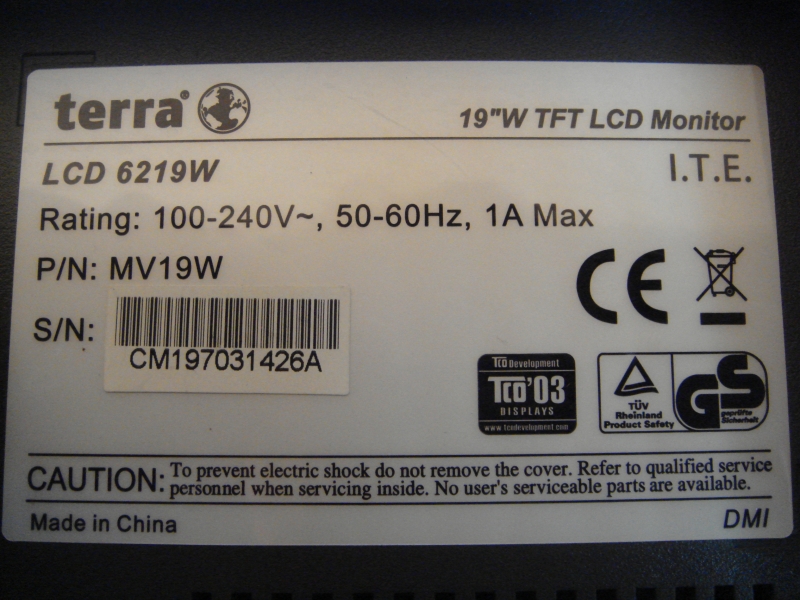 terra®
19"W TFT LCD Monitor
LCD 6219W
I.T.E.
Rating: 100-240V~, 50-60Hz, 1A Max
P/N: MV19W
CE
S/N:
CM197031426A
TCO Development
TCO'03
DISPLAYS
www.tcodevelopment.com
TÜV
Rheinland
Product Safety
GS
geprüfte
Sicherheit
CAUTION: To prevent electric shock do not remove the cover. Refer to qualified service
personnel when servicing inside. No user's serviceable parts are available.
Made in China
DMI